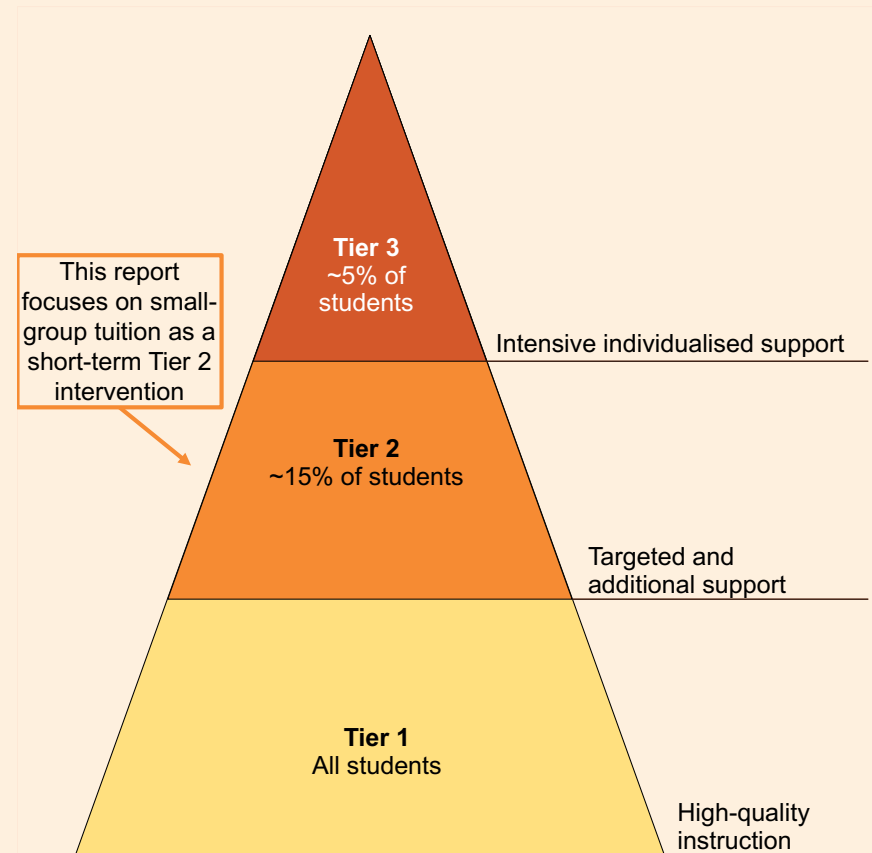 Tier 3
~5% of
students
This report
focuses on small-
group tuition as a
short-term Tier 2
intervention
Intensive individualised support
Tier 2
~15% of students
Targeted and
additional support
Tier 1
All students
High-quality
instruction